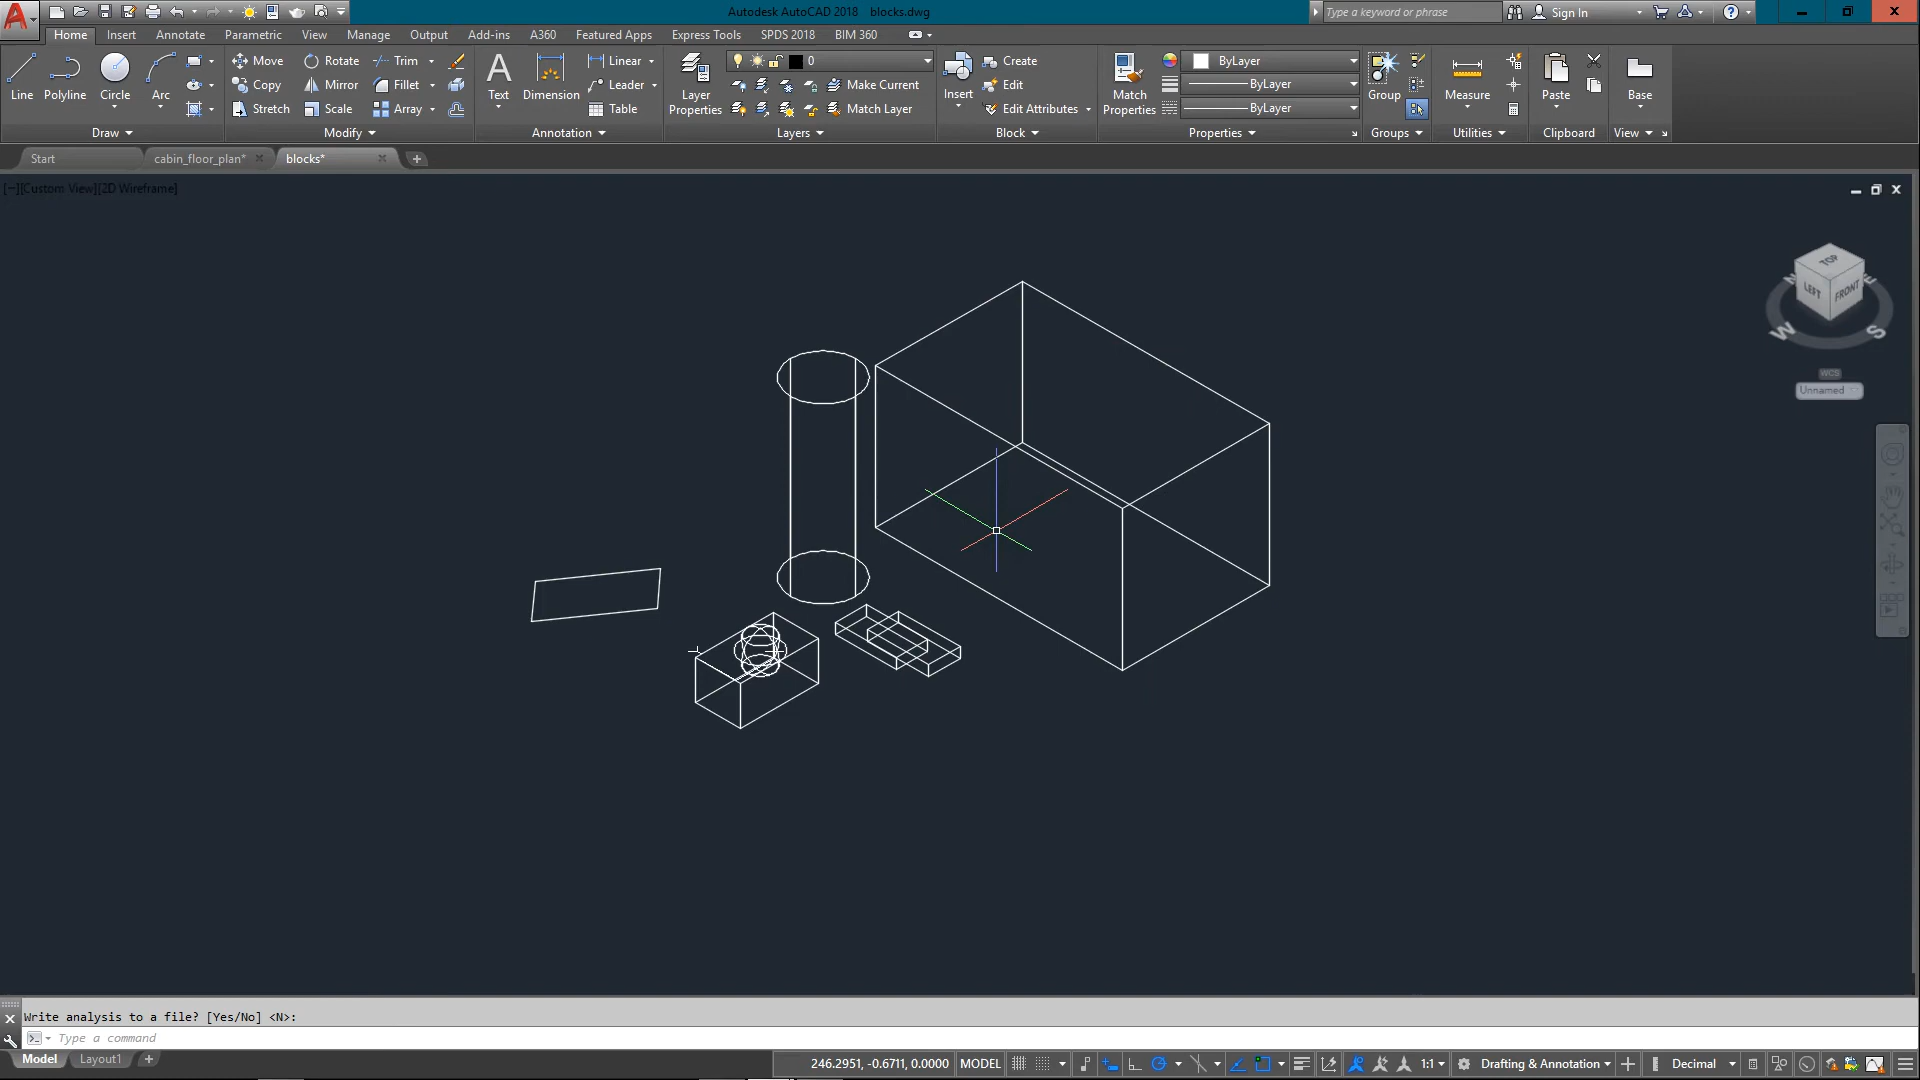 Autodesk AutoCAD 2018 blocks.dwg
Type a keyword or phrase
Sign In
Home Insert Annotate Parametric View Manage Output Add-ins A360 Featured Apps Express Tools SPDS 2018 BIM 360
Line Polyline Circle Arc
Move Rotate Trim
Copy Mirror Fillet
Stretch Scale Array
Text Dimension
Linear
Leader
Table
Layer Properties
0
Make Current
Match Layer
Insert
Create
Edit
Edit Attributes
Match Properties
ByLayer
ByLayer
ByLayer
Group
Measure
Paste
Base
Draw Modify Annotation Layers Block Properties Groups Utilities Clipboard View
Start cabin_floor_plan* blocks*
[−][Custom View][2D Wireframe]
TOP
LEFT FRONT
N E
W S
WCS
Unnamed
Write analysis to a file? [Yes/No] <N>:
Type a command
Model Layout1
246.2951, -0.6711, 0.0000 MODEL 1:1 Drafting & Annotation Decimal